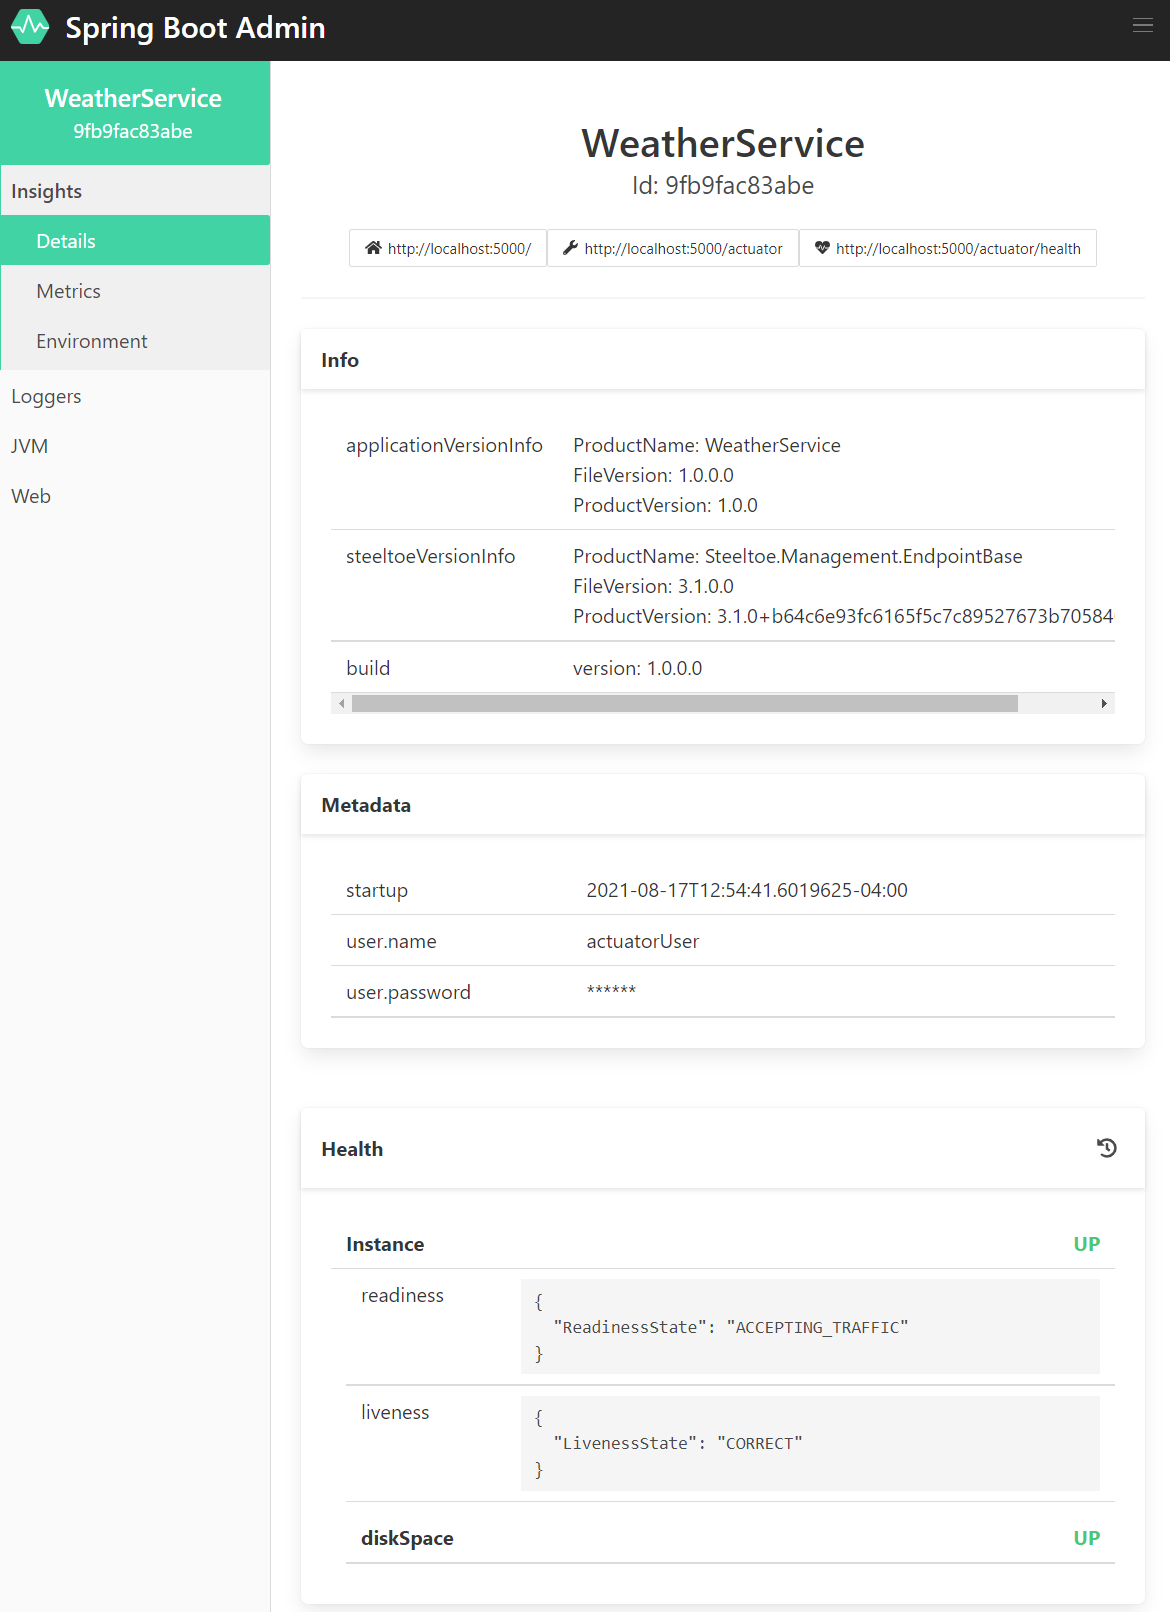 Spring Boot Admin
WeatherService
9fb9fac83abe
Insights
Details
Metrics
Environment
Loggers
JVM
Web
WeatherService
Id: 9fb9fac83abe
http://localhost:5000/
http://localhost:5000/actuator
http://localhost:5000/actuator/health
Info
applicationVersionInfo
ProductName: WeatherService
FileVersion: 1.0.0.0
ProductVersion: 1.0.0
steeltoeVersionInfo
ProductName: Steeltoe.Management.EndpointBase
FileVersion: 3.1.0.0
ProductVersion: 3.1.0+b64c6e93fc6165f5c7c89527673b70584
build
version: 1.0.0.0
Metadata
startup
2021-08-17T12:54:41.6019625-04:00
user.name
actuatorUser
user.password
******
Health
Instance
UP
readiness
{
"ReadinessState": "ACCEPTING_TRAFFIC"
}
liveness
{
"LivenessState": "CORRECT"
}
diskSpace
UP